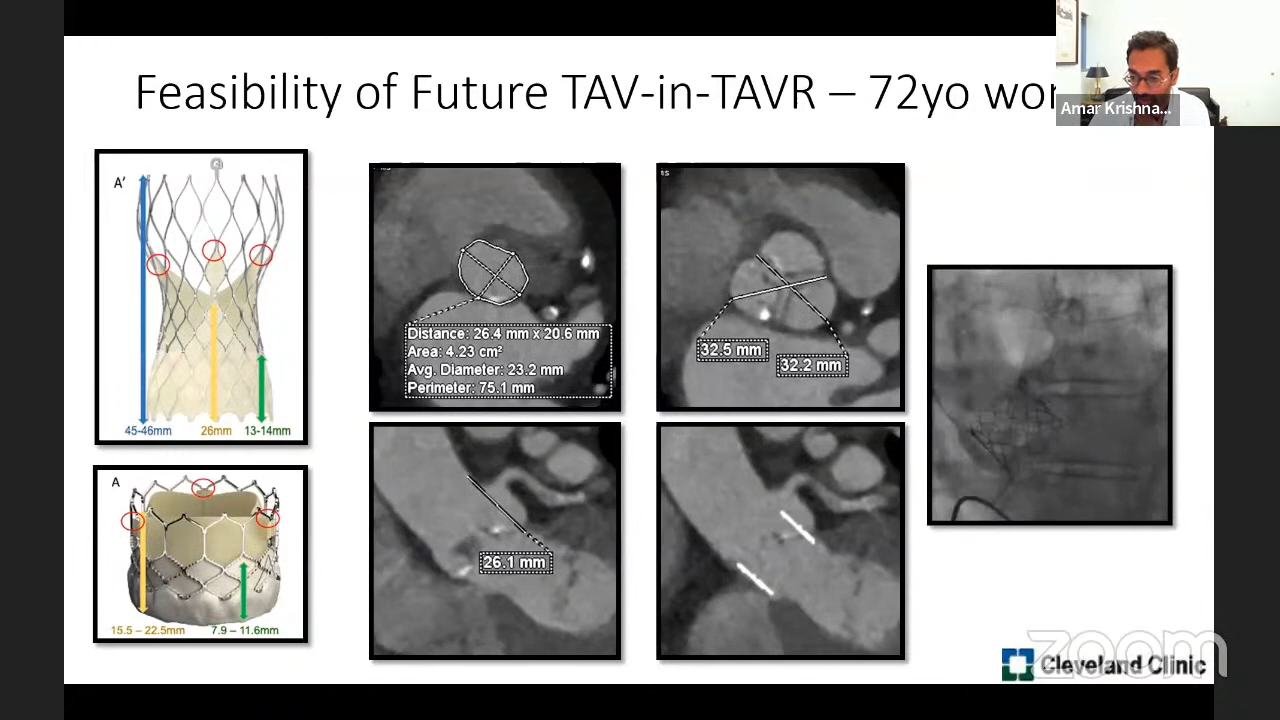 Feasibility of Future TAV-in-TAVR – 72yo
Amar Krishna...
A'
45-46mm 26mm 13-14mm
A
15.5 – 22.5mm 7.9 – 11.6mm
Distance: 26.4 mm x 20.6 mm
Area: 4.23 cm²
Avg. Diameter: 23.2 mm
Perimeter: 75.1 mm
32.5 mm
32.2 mm
26.1 mm
zoom
Cleveland Clinic